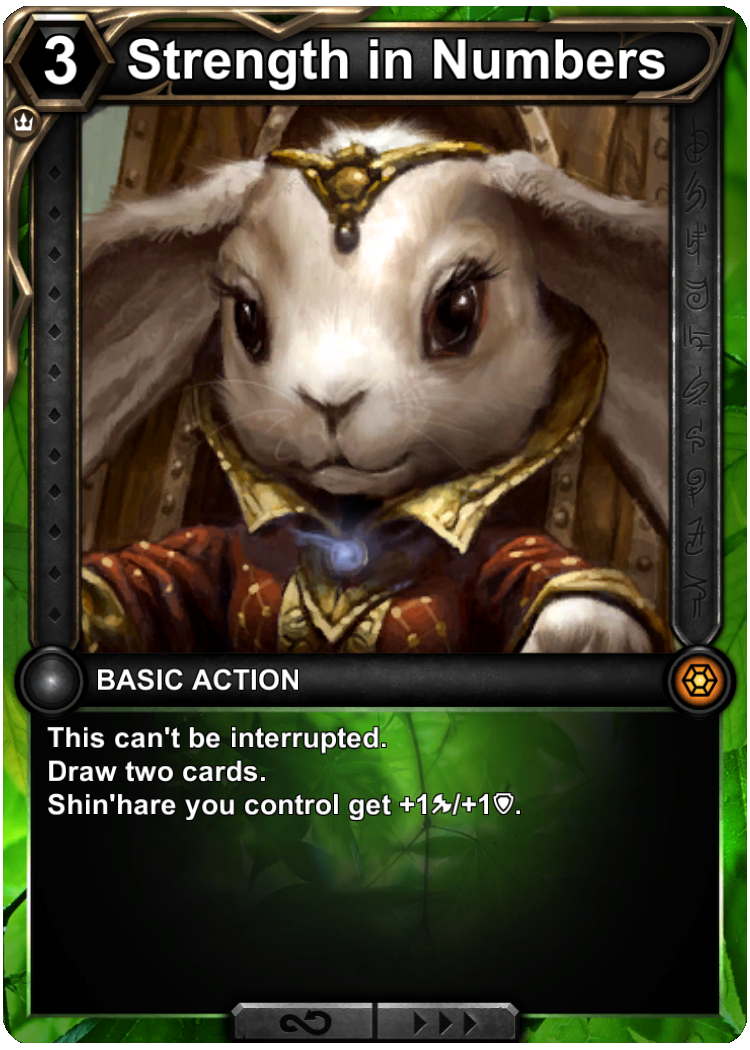 3
Strength in Numbers
BASIC ACTION
This can't be interrupted.
Draw two cards.
Shin'hare you control get +1/+1.